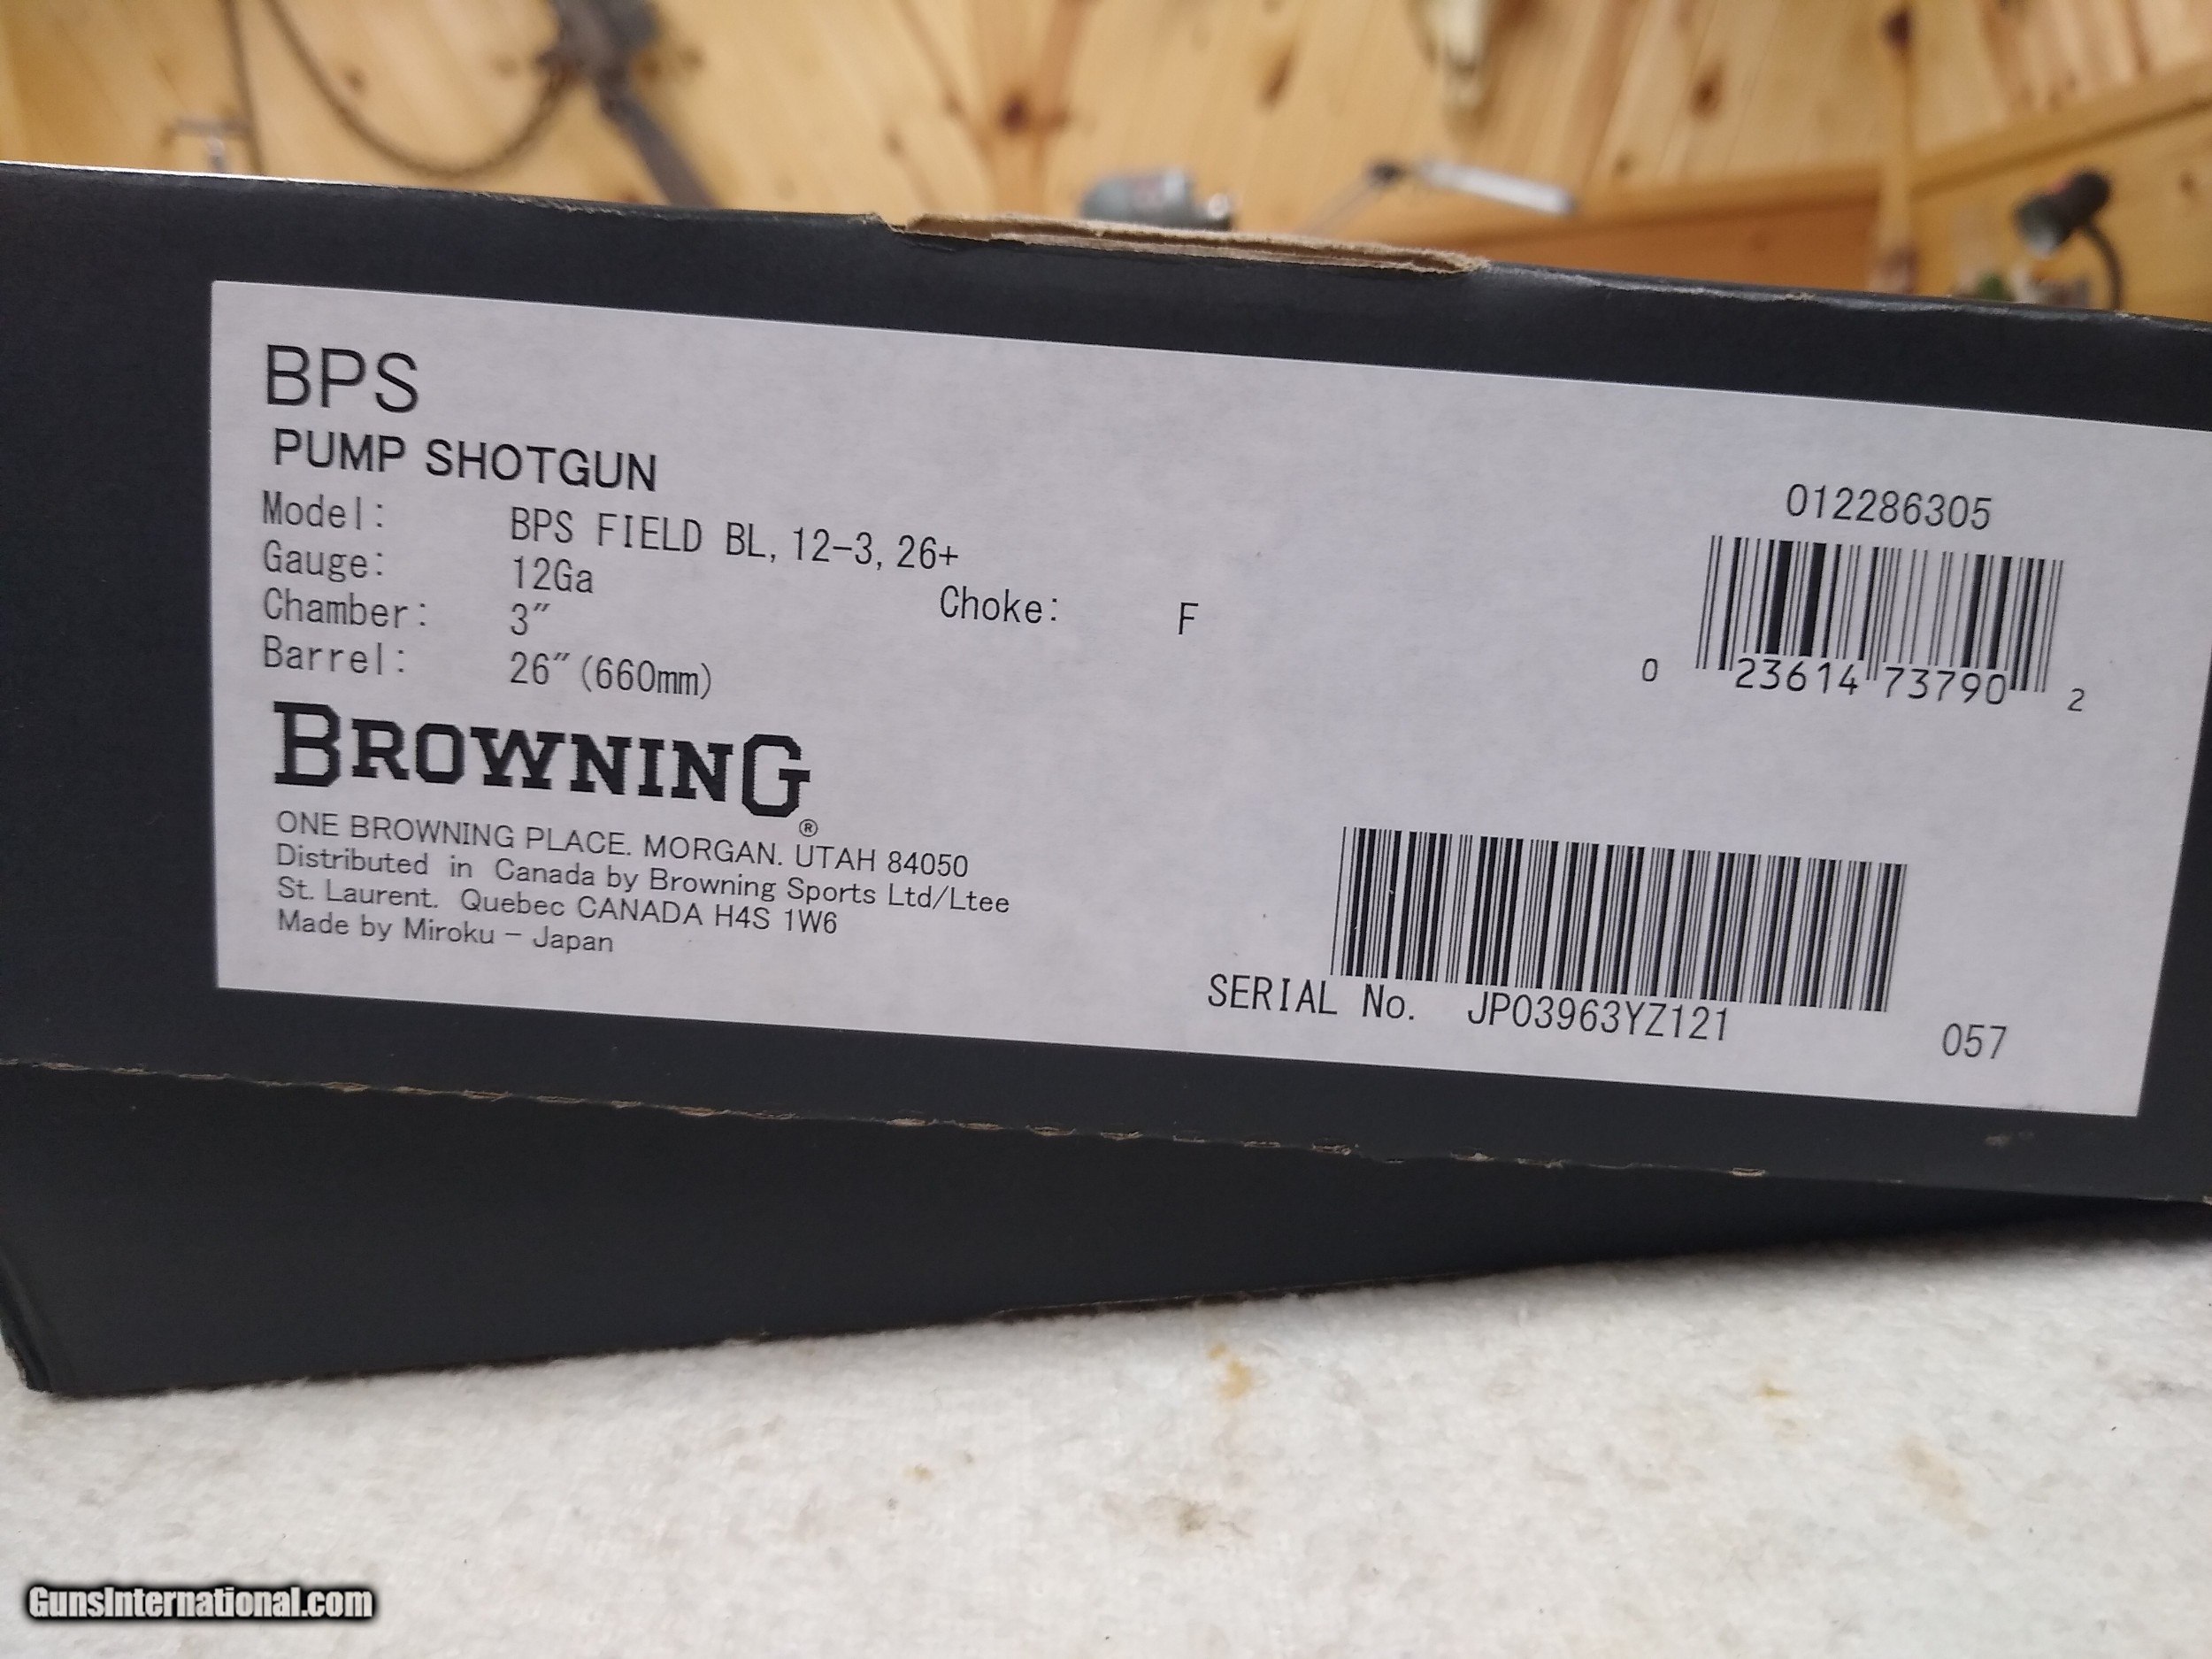 BPS
PUMP SHOTGUN
Model: BPS FIELD BL, 12-3, 26+
Gauge: 12Ga
Chamber: 3" Choke: F
Barrel: 26" (660mm)
BROWNING®
ONE BROWNING PLACE. MORGAN. UTAH 84050
Distributed in Canada by Browning Sports Ltd/Ltee
St. Laurent. Quebec CANADA H4S 1W6
Made by Miroku - Japan
012286305
0 23614 73790 2
SERIAL No. JP03963YZ121
057
GunsInternational.com